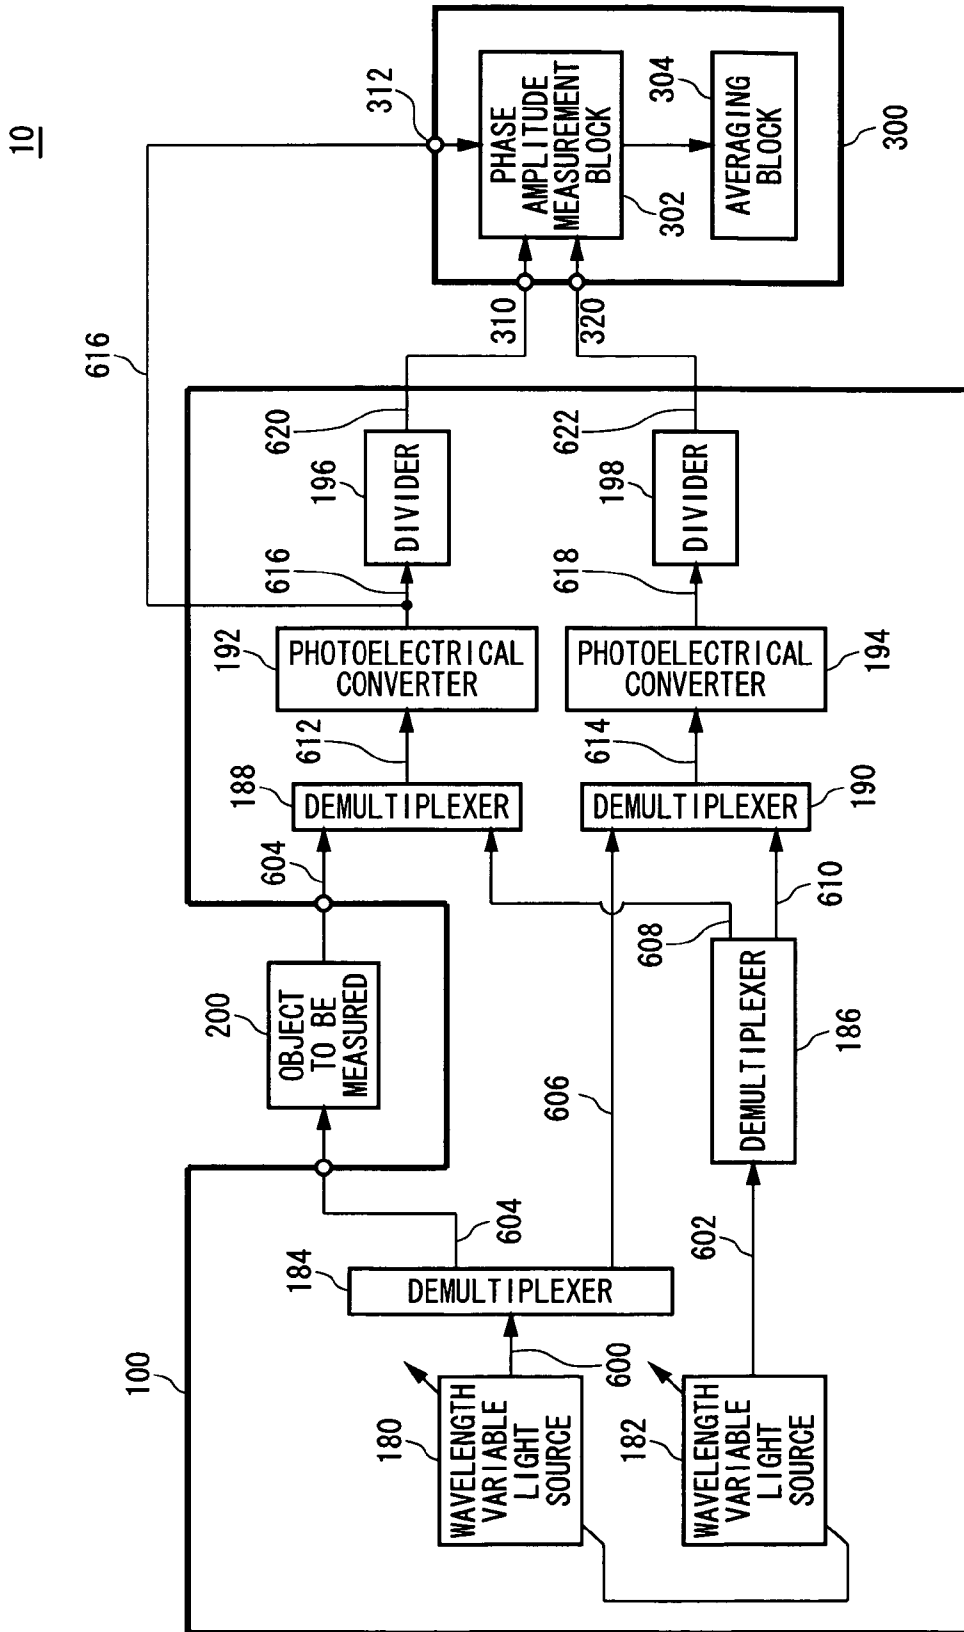 10
100
180
WAVELENGTH
VARIABLE
LIGHT
SOURCE
600
184
DEMULTIPLEXER
604
606
182
WAVELENGTH
VARIABLE
LIGHT
SOURCE
602
DEMULTIPLEXER
186
608
610
200
OBJECT
TO BE
MEASURED
604
188
DEMULTIPLEXER
612
192
PHOTOELECTRICAL
CONVERTER
616
616
196
DIVIDER
620
DEMULTIPLEXER
190
614
PHOTOELECTRICAL
CONVERTER
194
618
198
DIVIDER
622
310
320
312
PHASE
AMPLITUDE
MEASUREMENT
BLOCK
302
304
AVERAGING
BLOCK
300